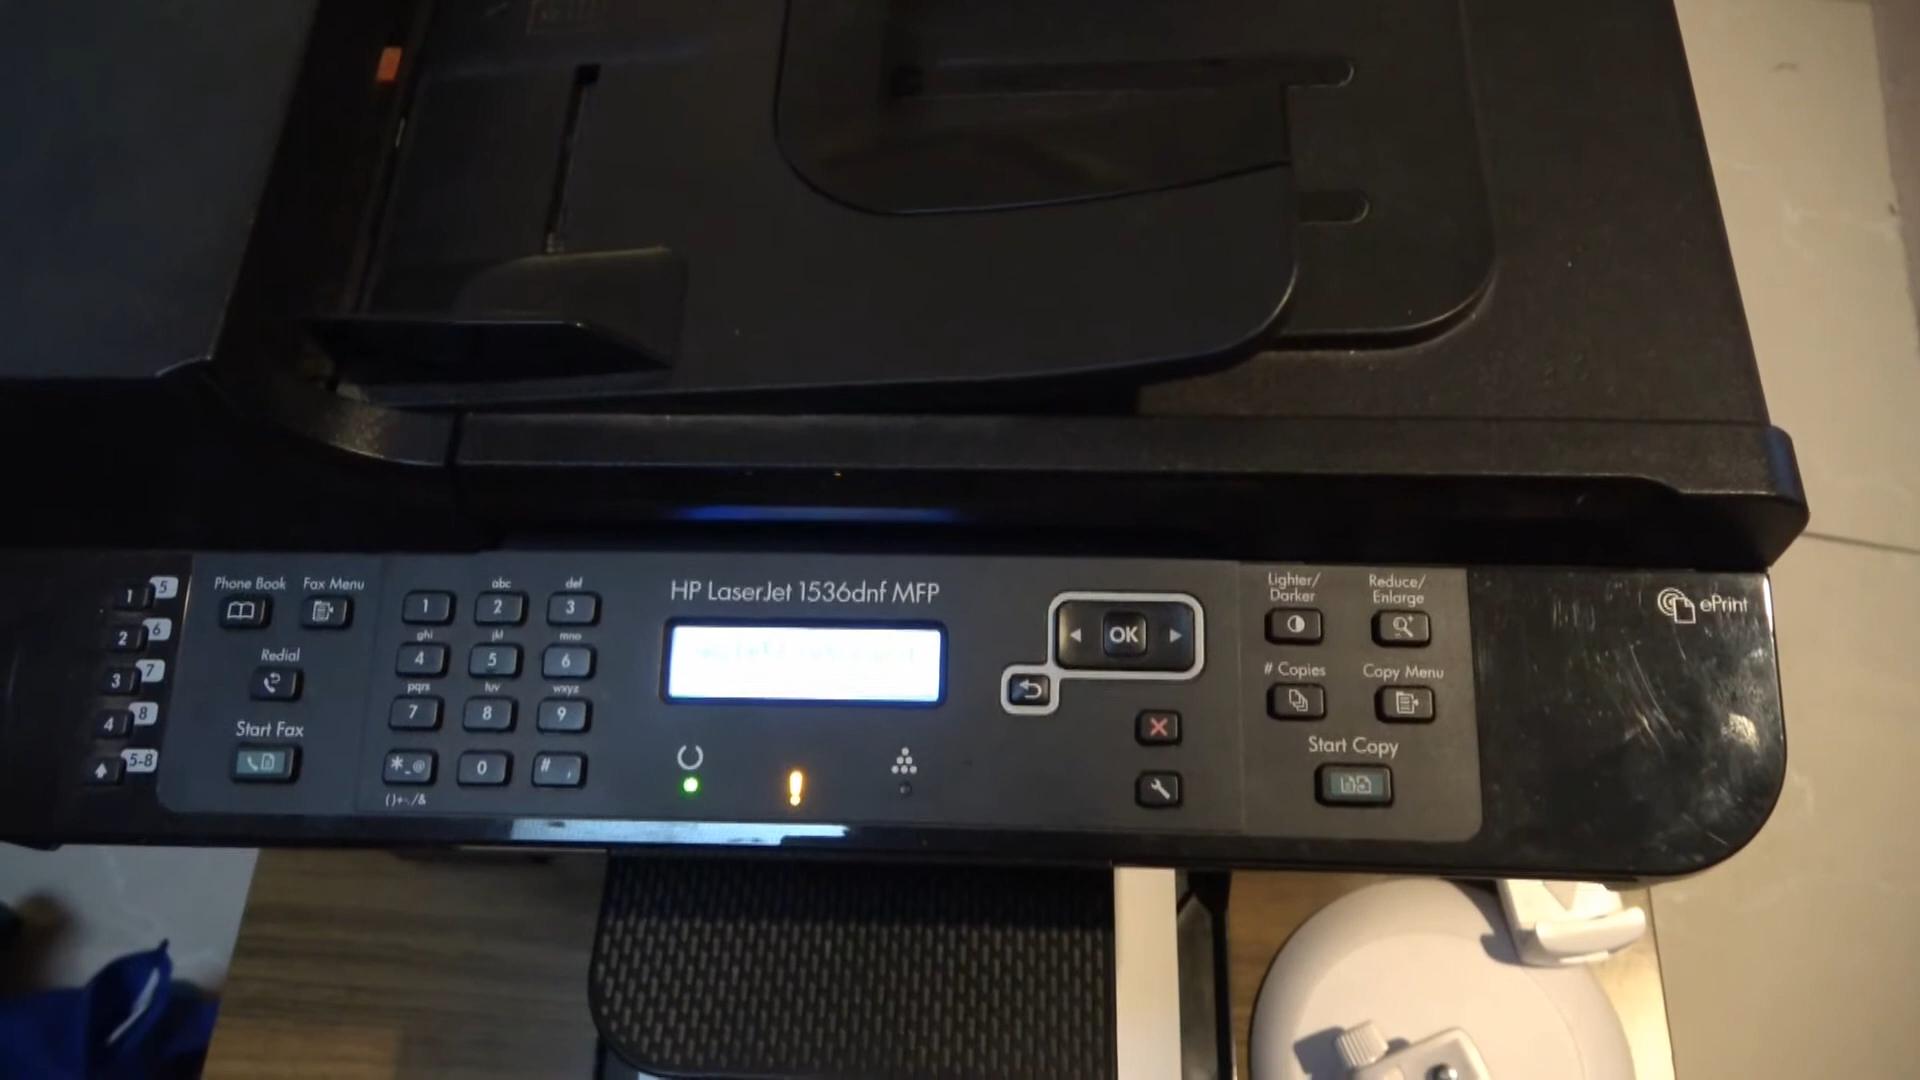 1 5
2 6
3 7
4 8
5-8
Phone Book Fax Menu
Redial
Start Fax
1 2 abc 3 def
4 ghi 5 jkl 6 mno
7 pqrs 8 tuv 9 wxyz
*_@ 0 # ,
HP LaserJet 1536dnf MFP
OK
Lighter/
Darker
Reduce/
Enlarge
# Copies Copy Menu
Start Copy
ePrint